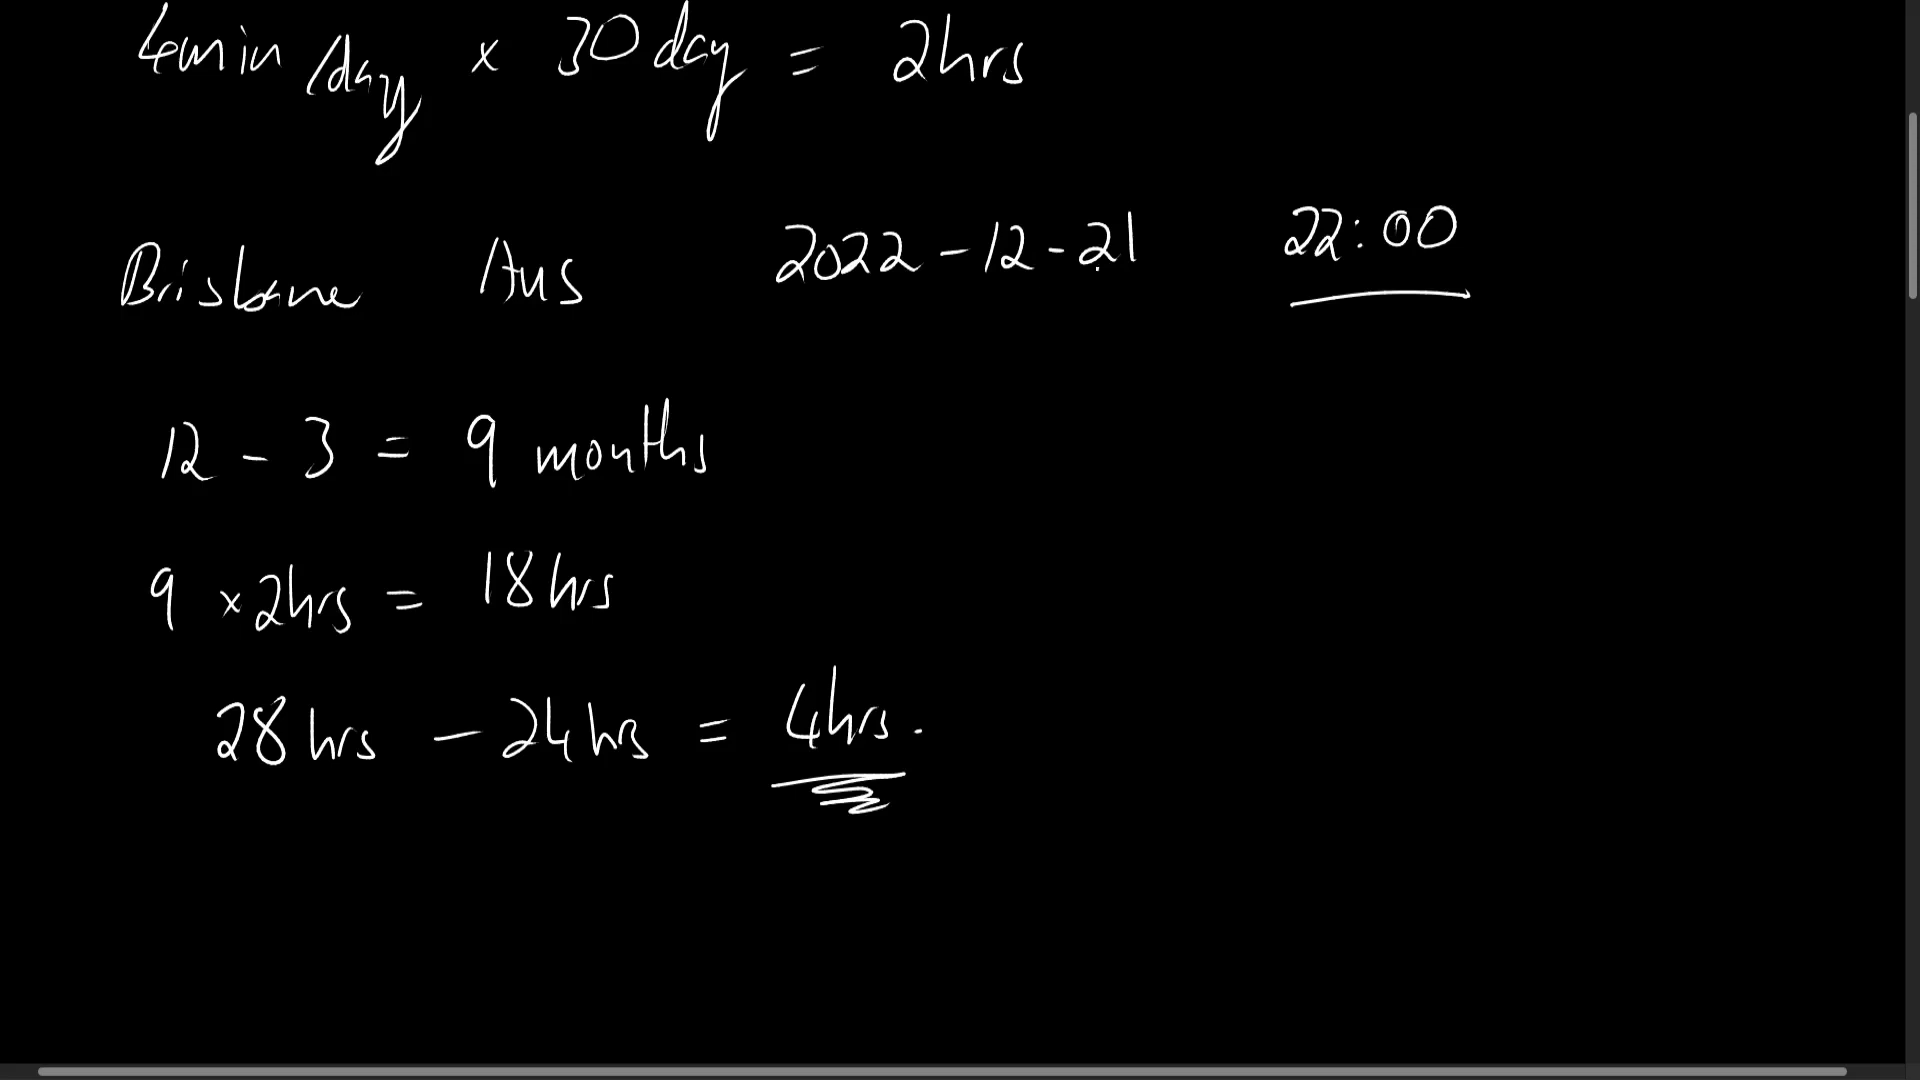 4min/day × 30day = 2hrs
Brisbane Aus 2022-12-21 22:00
12 - 3 = 9 months
9 × 2hrs = 18hrs
28hrs - 24hrs = 4hrs.